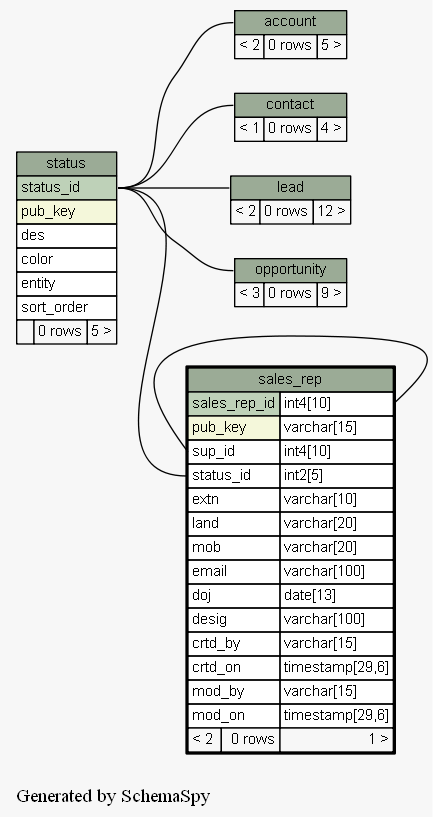 account
< 2 0 rows 5 >
contact
< 1 0 rows 4 >
status
status_id
pub_key
des
color
entity
sort_order
0 rows 5 >
lead
< 2 0 rows 12 >
opportunity
< 3 0 rows 9 >
sales_rep
sales_rep_id int4[10]
pub_key varchar[15]
sup_id int4[10]
status_id int2[5]
extn varchar[10]
land varchar[20]
mob varchar[20]
email varchar[100]
doj date[13]
desig varchar[100]
crtd_by varchar[15]
crtd_on timestamp[29,6]
mod_by varchar[15]
mod_on timestamp[29,6]
< 2 0 rows 1 >
Generated by SchemaSpy